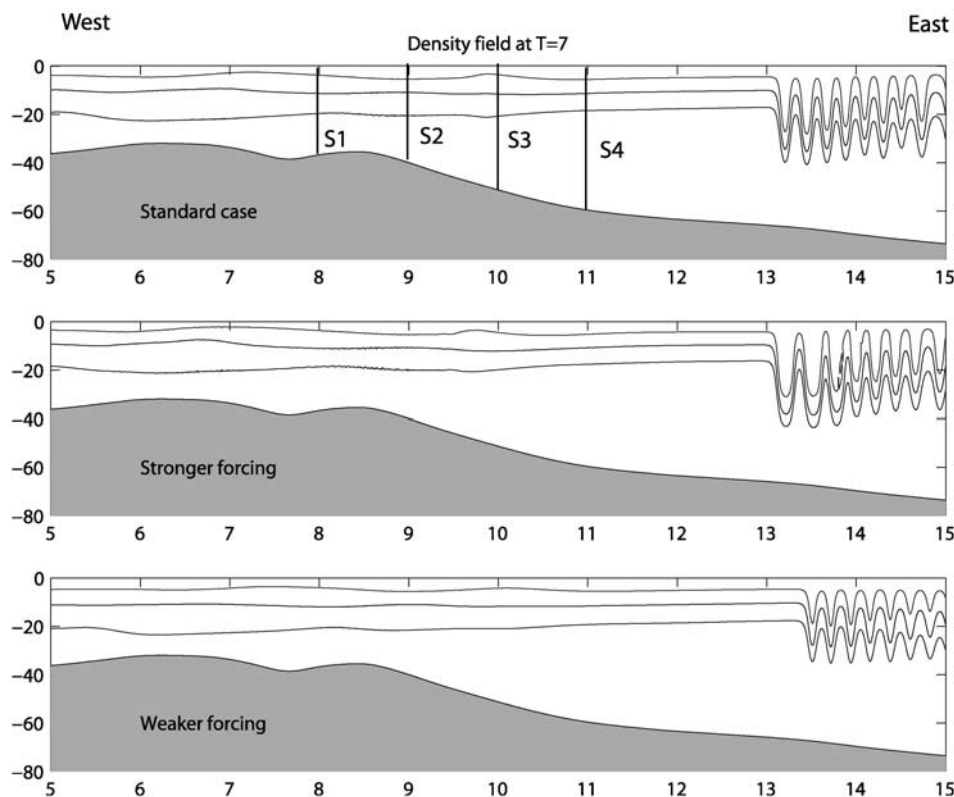 West East
Density field at T=7
0
−20
−40
−60
−80
S1 S2 S3 S4
Standard case
5 6 7 8 9 10 11 12 13 14 15
0
−20
−40
−60
−80
Stronger forcing
5 6 7 8 9 10 11 12 13 14 15
0
−20
−40
−60
−80
Weaker forcing
5 6 7 8 9 10 11 12 13 14 15